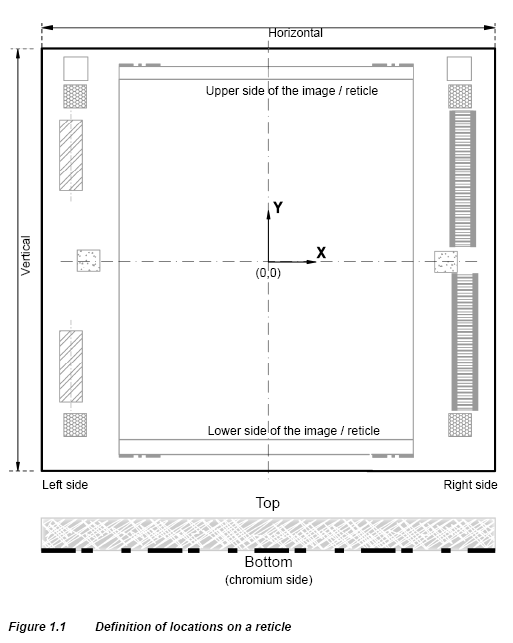 Horizontal
Upper side of the image / reticle
Vertical
Y
X
(0,0)
Lower side of the image / reticle
Left side
Right side
Top
Bottom
(chromium side)
Figure 1.1 Definition of locations on a reticle